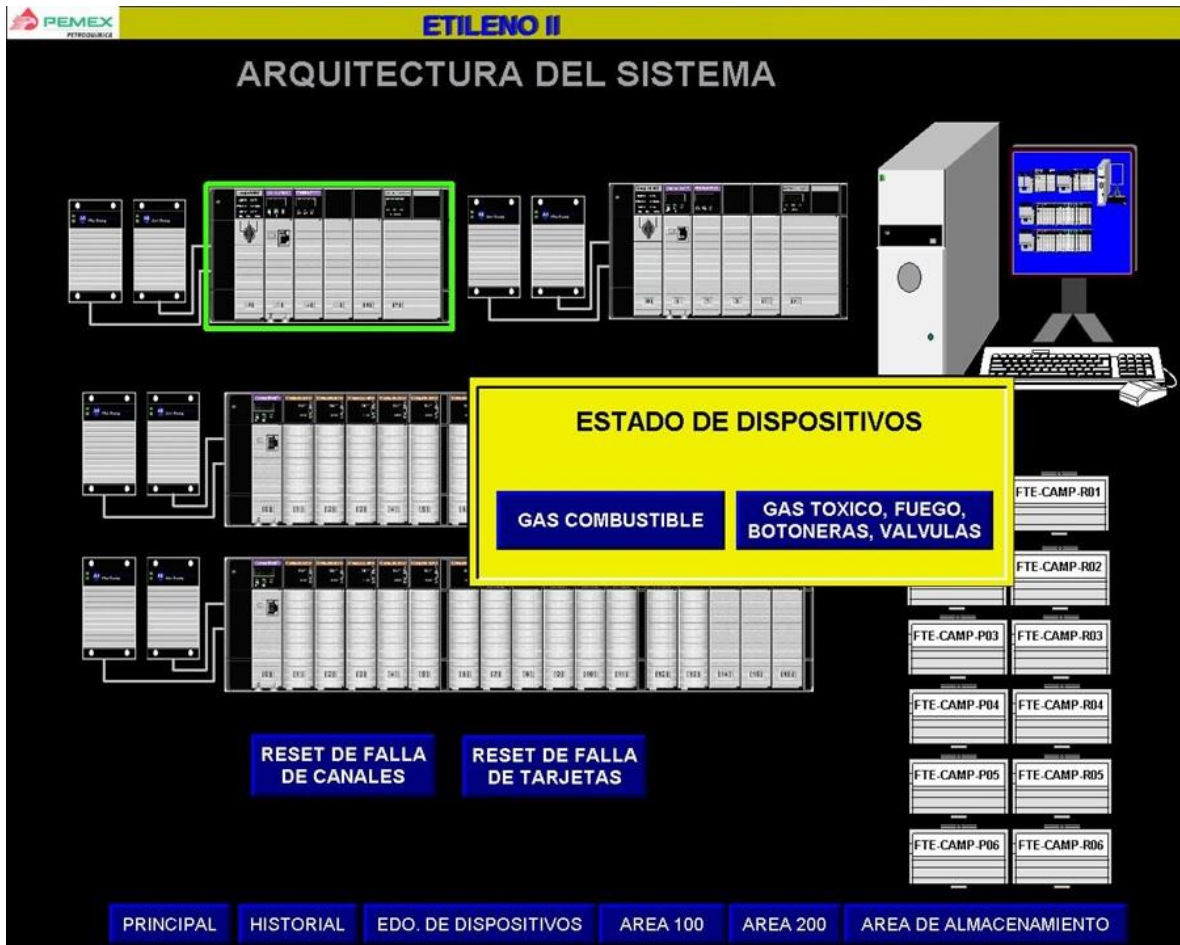 PEMEX
PETROQUÍMICA
ETILENO II
ARQUITECTURA DEL SISTEMA
ESTADO DE DISPOSITIVOS
GAS COMBUSTIBLE
GAS TOXICO, FUEGO,
BOTONERAS, VALVULAS
FTE-CAMP-R01
FTE-CAMP-R02
FTE-CAMP-P03 FTE-CAMP-R03
FTE-CAMP-P04 FTE-CAMP-R04
FTE-CAMP-P05 FTE-CAMP-R05
FTE-CAMP-P06 FTE-CAMP-R06
RESET DE FALLA
DE CANALES
RESET DE FALLA
DE TARJETAS
PRINCIPAL HISTORIAL EDO. DE DISPOSITIVOS AREA 100 AREA 200 AREA DE ALMACENAMIENTO